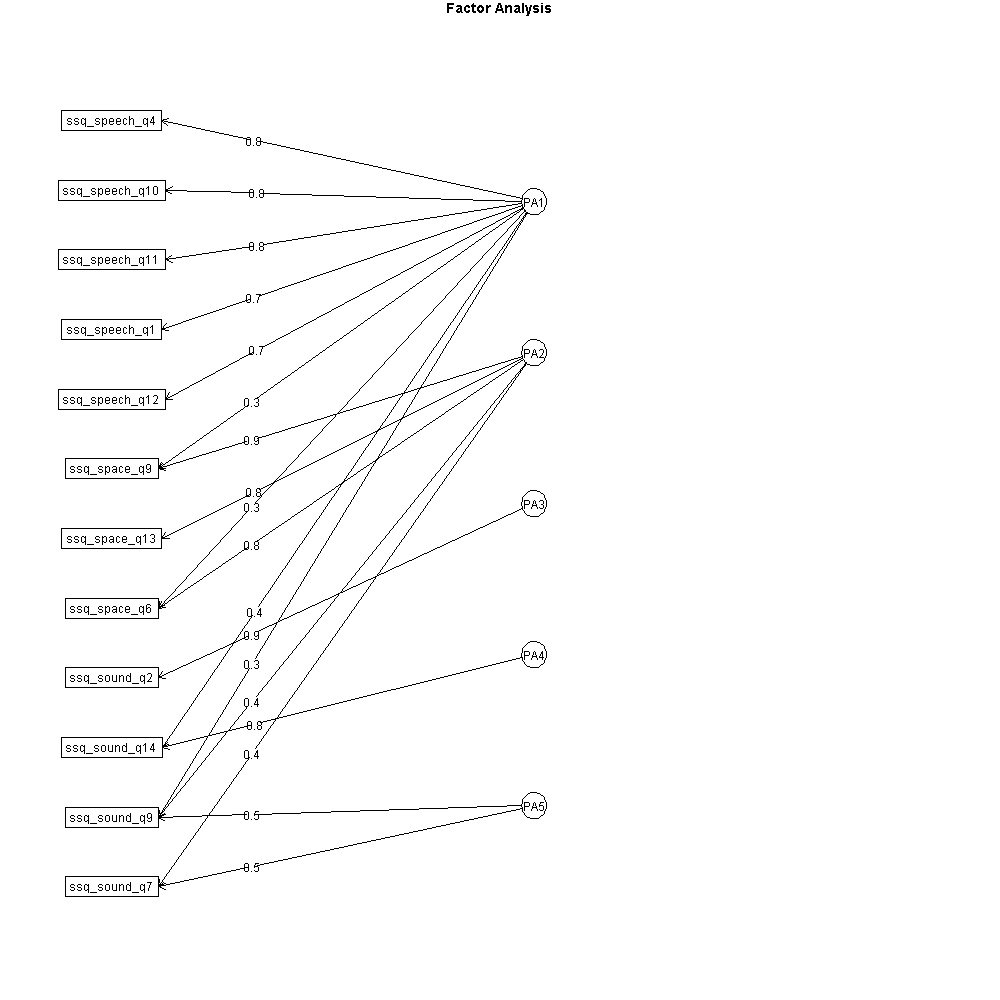 Factor Analysis
ssq_speech_q4
0.8
ssq_speech_q10
0.8
PA1
ssq_speech_q11
0.8
ssq_speech_q1
0.7
ssq_speech_q12
0.7
PA2
0.3
ssq_space_q9
0.9
ssq_space_q13
0.8
0.3
PA3
0.8
ssq_space_q6
0.4
0.9
ssq_sound_q2
0.3
PA4
0.4
ssq_sound_q14
0.8
0.4
ssq_sound_q9
0.5
PA5
ssq_sound_q7
0.5